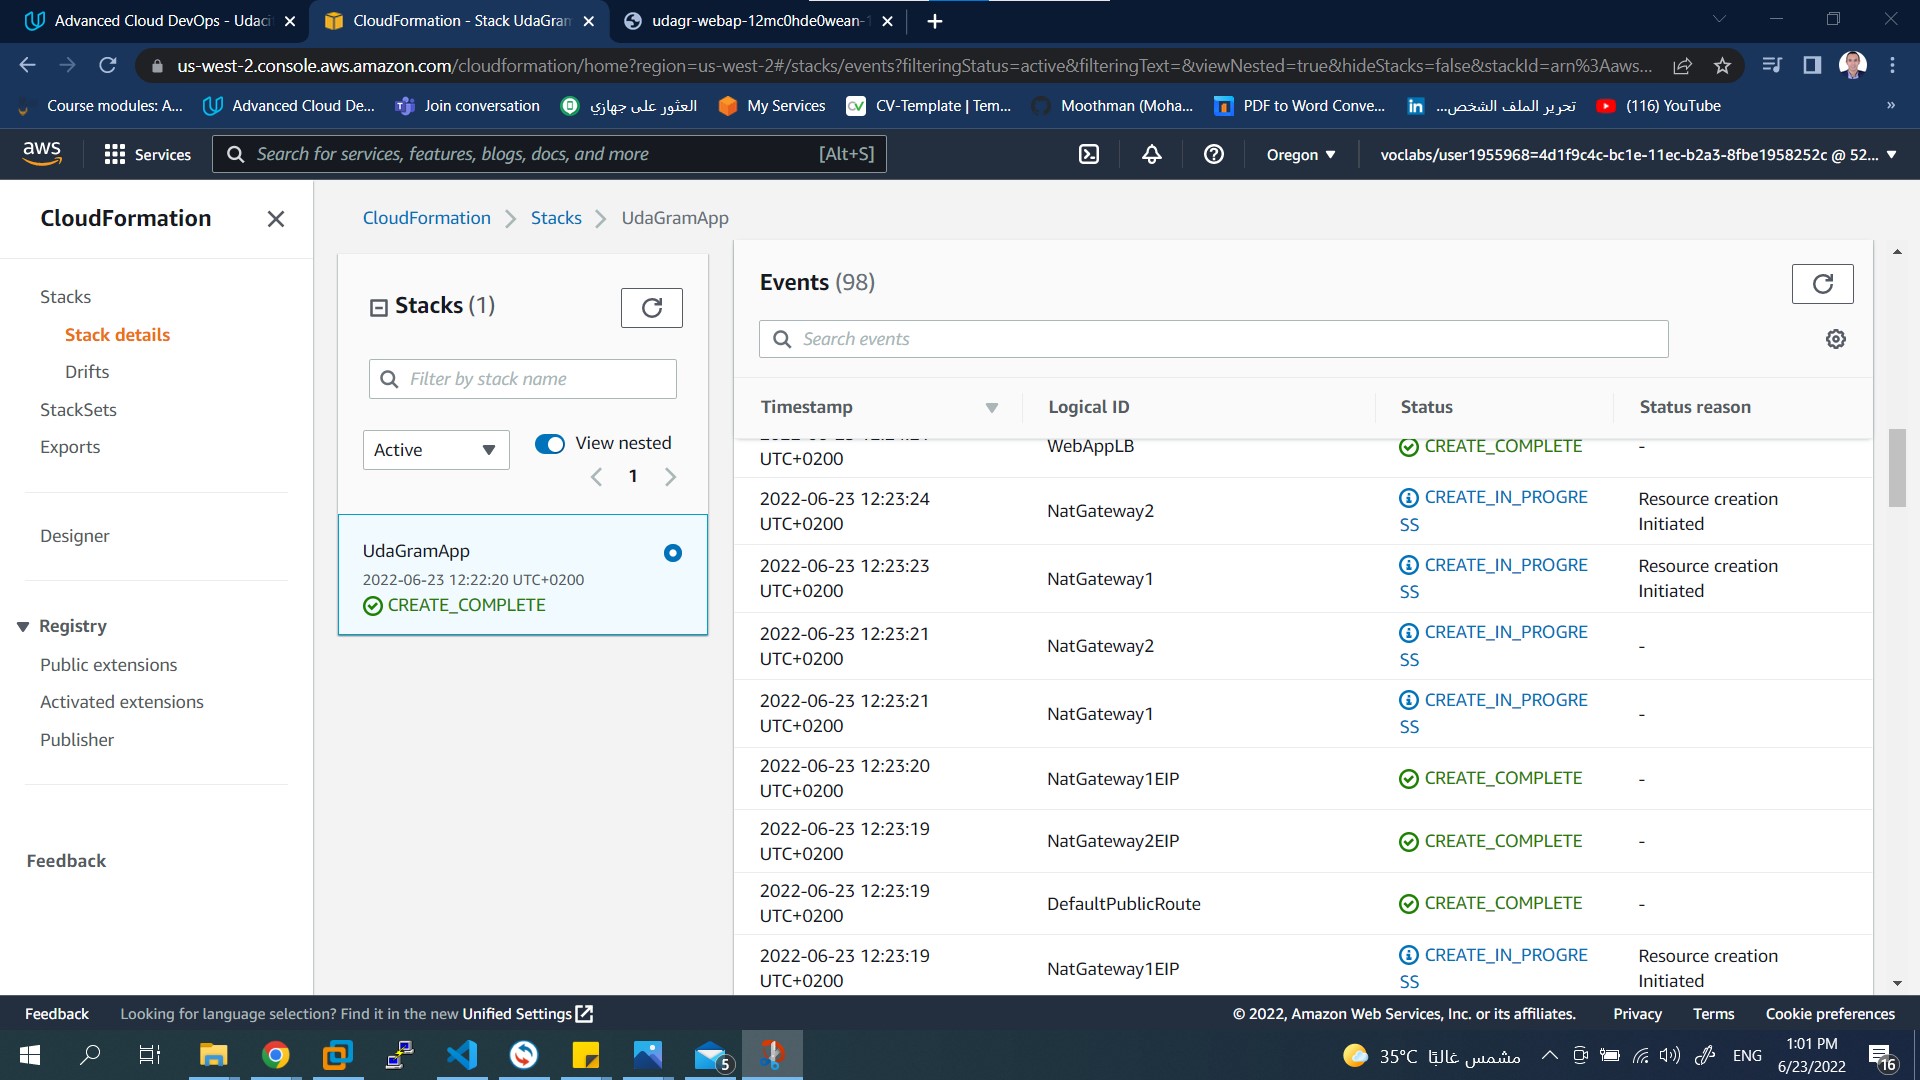 Advanced Cloud DevOps - Udaci
CloudFormation - Stack UdaGram
udagr-webap-12mc0hde0wean-1
us-west-2.console.aws.amazon.com/cloudformation/home?region=us-west-2#/stacks/events?filteringStatus=active&filteringText=&viewNested=true&hideStacks=false&stackId=arn%3Aaws...
Course modules: A...
Advanced Cloud De...
Join conversation
العثور على جهازي
My Services
CV-Template | Tem...
Moothman (Moha...
PDF to Word Conve...
تحرير الملف الشخص...
(116) YouTube
»
aws
Services
Search for services, features, blogs, docs, and more
[Alt+S]
Oregon
voclabs/user1955968=4d1f9c4c-bc1e-11ec-b2a3-8fbe1958252c @ 52...
CloudFormation
Stacks
Stack details
Drifts
StackSets
Exports
Designer
Registry
Public extensions
Activated extensions
Publisher
Feedback
CloudFormation
Stacks
UdaGramApp
Stacks (1)
Filter by stack name
Active
View nested
1
UdaGramApp
2022-06-23 12:22:20 UTC+0200
CREATE_COMPLETE
Events (98)
Search events
Timestamp
Logical ID
Status
Status reason
WebAppLB
CREATE_COMPLETE
-
UTC+0200
2022-06-23 12:23:24
UTC+0200
NatGateway2
CREATE_IN_PROGRE
SS
Resource creation
Initiated
2022-06-23 12:23:23
UTC+0200
NatGateway1
CREATE_IN_PROGRE
SS
Resource creation
Initiated
2022-06-23 12:23:21
UTC+0200
NatGateway2
CREATE_IN_PROGRE
SS
-
2022-06-23 12:23:21
UTC+0200
NatGateway1
CREATE_IN_PROGRE
SS
-
2022-06-23 12:23:20
UTC+0200
NatGateway1EIP
CREATE_COMPLETE
-
2022-06-23 12:23:19
UTC+0200
NatGateway2EIP
CREATE_COMPLETE
-
2022-06-23 12:23:19
UTC+0200
DefaultPublicRoute
CREATE_COMPLETE
-
2022-06-23 12:23:19
UTC+0200
NatGateway1EIP
CREATE_IN_PROGRE
SS
Resource creation
Initiated
Feedback
Looking for language selection? Find it in the new Unified Settings
© 2022, Amazon Web Services, Inc. or its affiliates.
Privacy
Terms
Cookie preferences
5
35°C
مشمس غالبًا
ENG
1:01 PM
6/23/2022
16